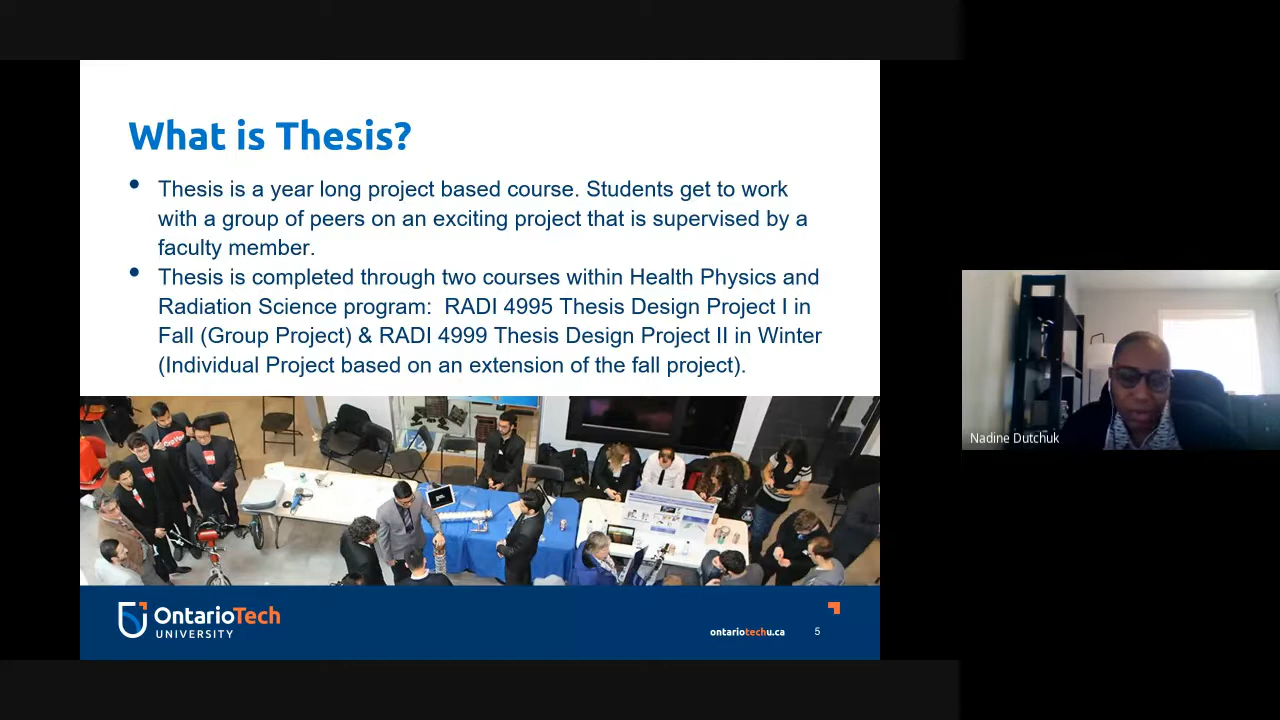 What is Thesis?
• Thesis is a year long project based course. Students get to work
with a group of peers on an exciting project that is supervised by a
faculty member.
• Thesis is completed through two courses within Health Physics and
Radiation Science program:  RADI 4995 Thesis Design Project I in
Fall (Group Project) & RADI 4999 Thesis Design Project II in Winter
(Individual Project based on an extension of the fall project).
Nadine Dutchuk
OntarioTech
UNIVERSITY
ontariotechu.ca
5